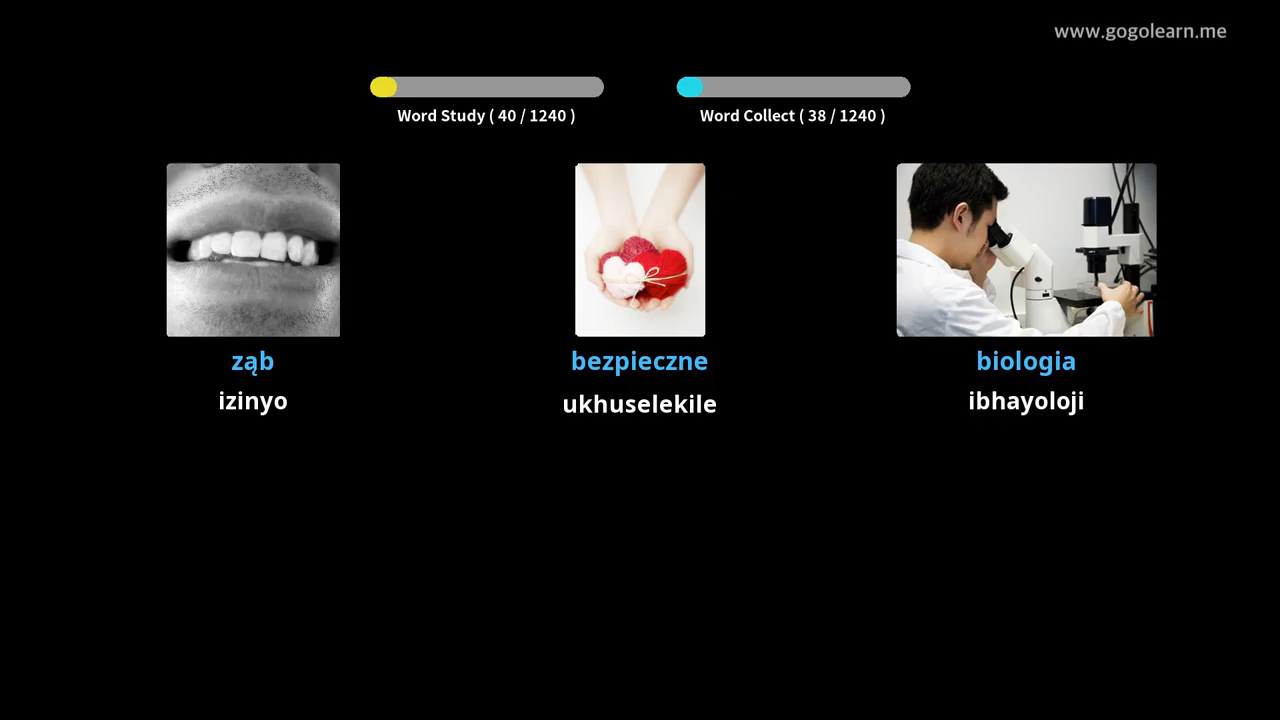 www.gogolearn.me
Word Study ( 40 / 1240 )
Word Collect ( 38 / 1240 )
ząb
bezpieczne
biologia
izinyo
ukhuselekile
ibhayoloji